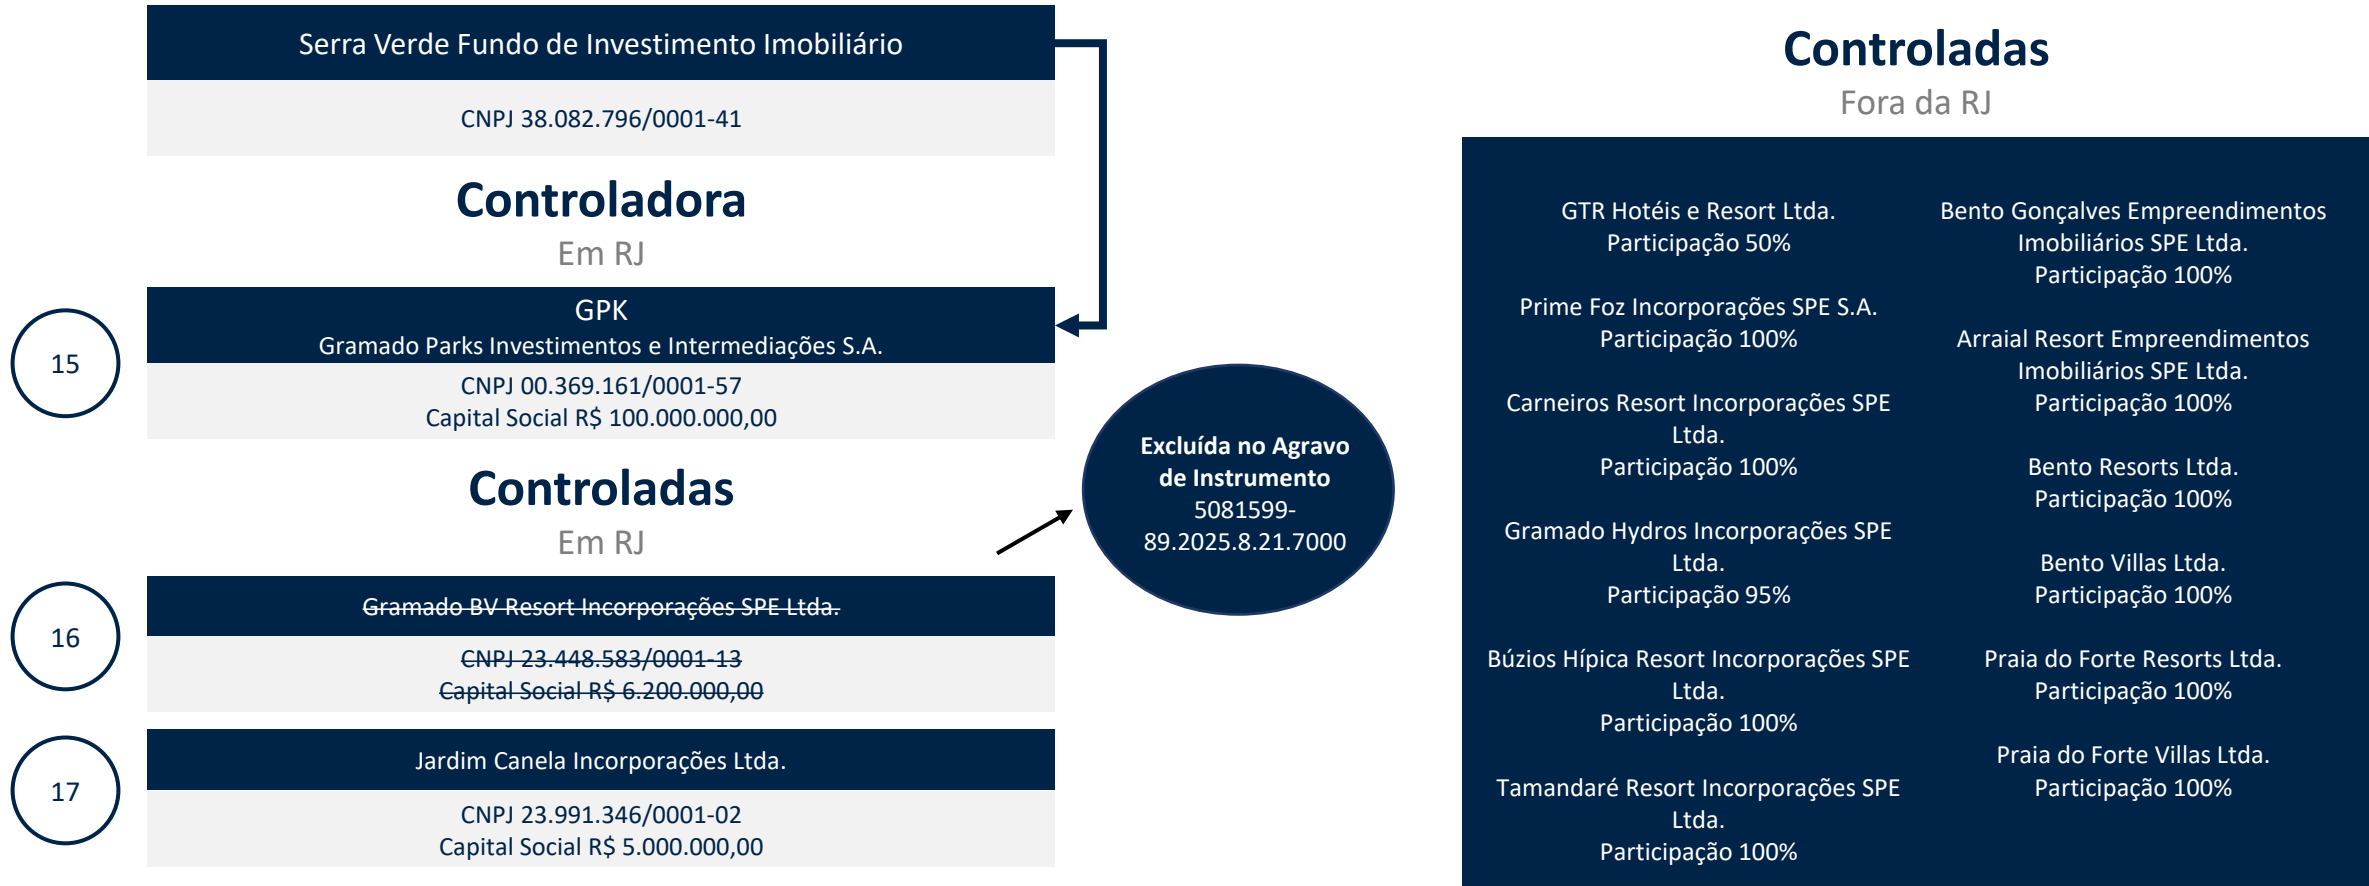 Serra Verde Fundo de Investimento Imobiliário
CNPJ 38.082.796/0001-41
Controladora
Em RJ
15
GPK
Gramado Parks Investimentos e Intermediações S.A.
CNPJ 00.369.161/0001-57
Capital Social R$ 100.000.000,00
Controladas
Em RJ
16
Gramado BV Resort Incorporações SPE Ltda.
CNPJ 23.448.583/0001-13
Capital Social R$ 6.200.000,00
17
Jardim Canela Incorporações Ltda.
CNPJ 23.991.346/0001-02
Capital Social R$ 5.000.000,00
Excluída no Agravo
de Instrumento
5081599-
89.2025.8.21.7000
Controladas
Fora da RJ
GTR Hotéis e Resort Ltda.
Participação 50%
Prime Foz Incorporações SPE S.A.
Participação 100%
Carneiros Resort Incorporações SPE
Ltda.
Participação 100%
Gramado Hydros Incorporações SPE
Ltda.
Participação 95%
Búzios Hípica Resort Incorporações SPE
Ltda.
Participação 100%
Tamandaré Resort Incorporações SPE
Ltda.
Participação 100%
Bento Gonçalves Empreendimentos
Imobiliários SPE Ltda.
Participação 100%
Arraial Resort Empreendimentos
Imobiliários SPE Ltda.
Participação 100%
Bento Resorts Ltda.
Participação 100%
Bento Villas Ltda.
Participação 100%
Praia do Forte Resorts Ltda.
Participação 100%
Praia do Forte Villas Ltda.
Participação 100%